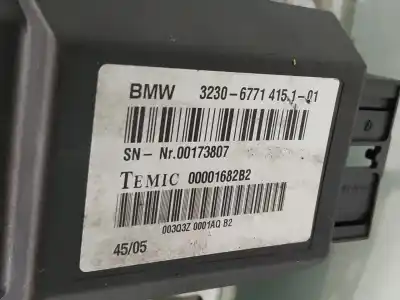 BMW 3230-6771 415.1-01
SN- Nr.00173807
TEMIC 00001682B2
003Q3Z 0001AQ B2
45/05